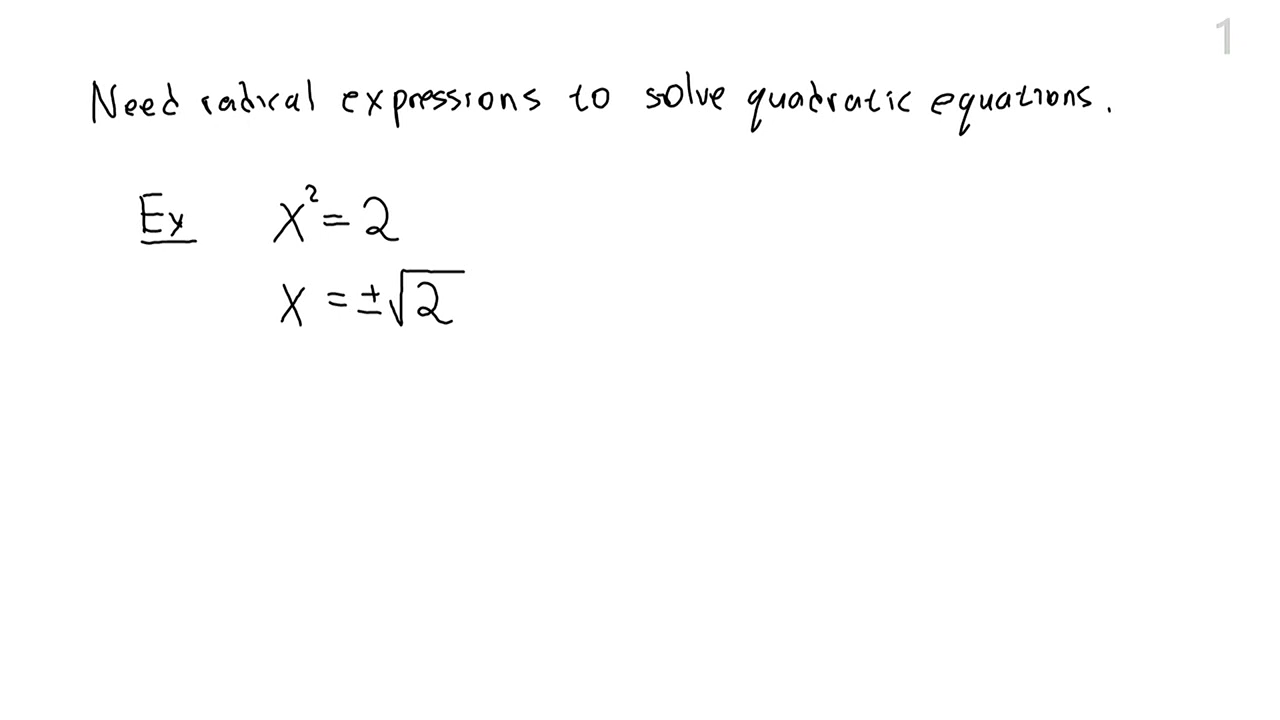 1
Need radical expressions to solve quadratic equations.
Ex x² = 2
x = ±√2